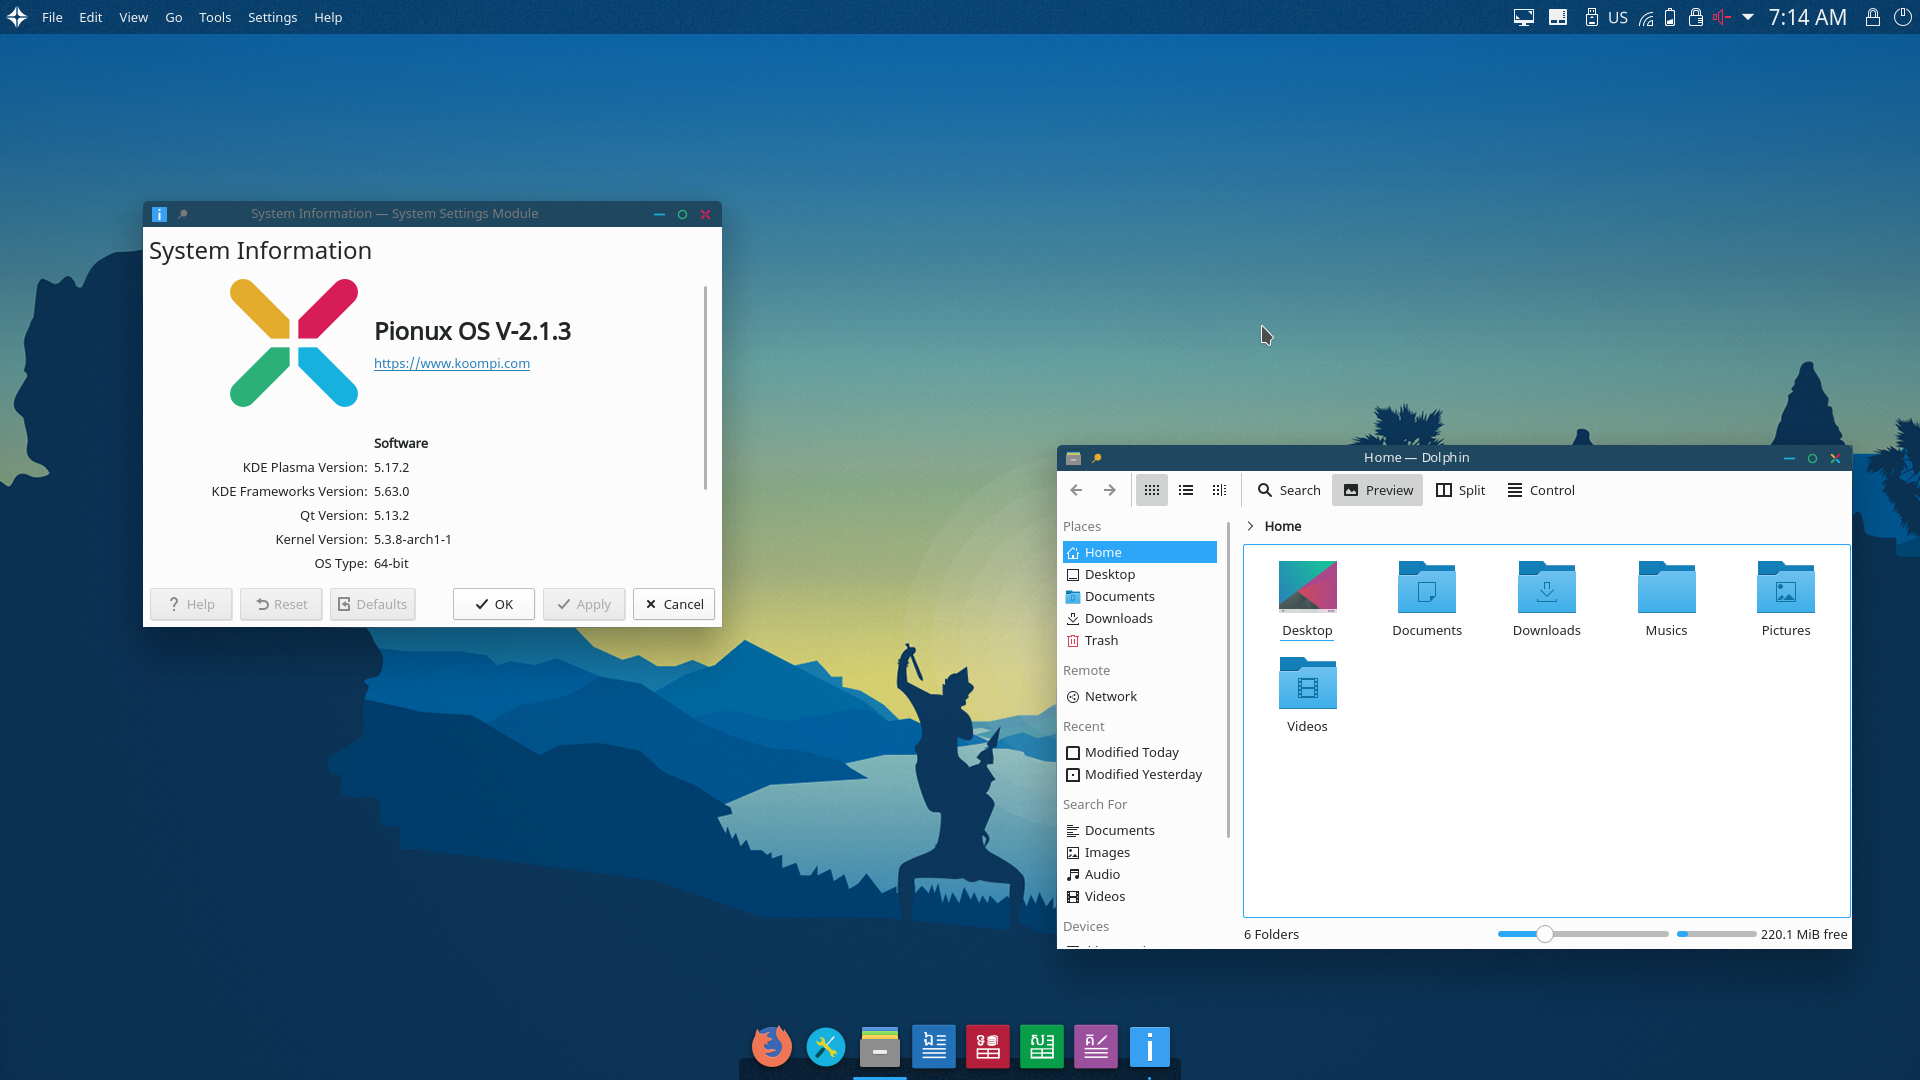 File Edit View Go Tools Settings Help
US 7:14 AM
System Information — System Settings Module
System Information
Pionux OS V-2.1.3
https://www.koompi.com
Software
KDE Plasma Version: 5.17.2
KDE Frameworks Version: 5.63.0
Qt Version: 5.13.2
Kernel Version: 5.3.8-arch1-1
OS Type: 64-bit
Help Reset Defaults OK Apply Cancel
Home — Dolphin
Search Preview Split Control
Places
Home
Desktop
Documents
Downloads
Trash
Remote
Network
Recent
Modified Today
Modified Yesterday
Search For
Documents
Images
Audio
Videos
Devices
Home
Desktop Documents Downloads Musics Pictures
Videos
6 Folders 220.1 MiB free